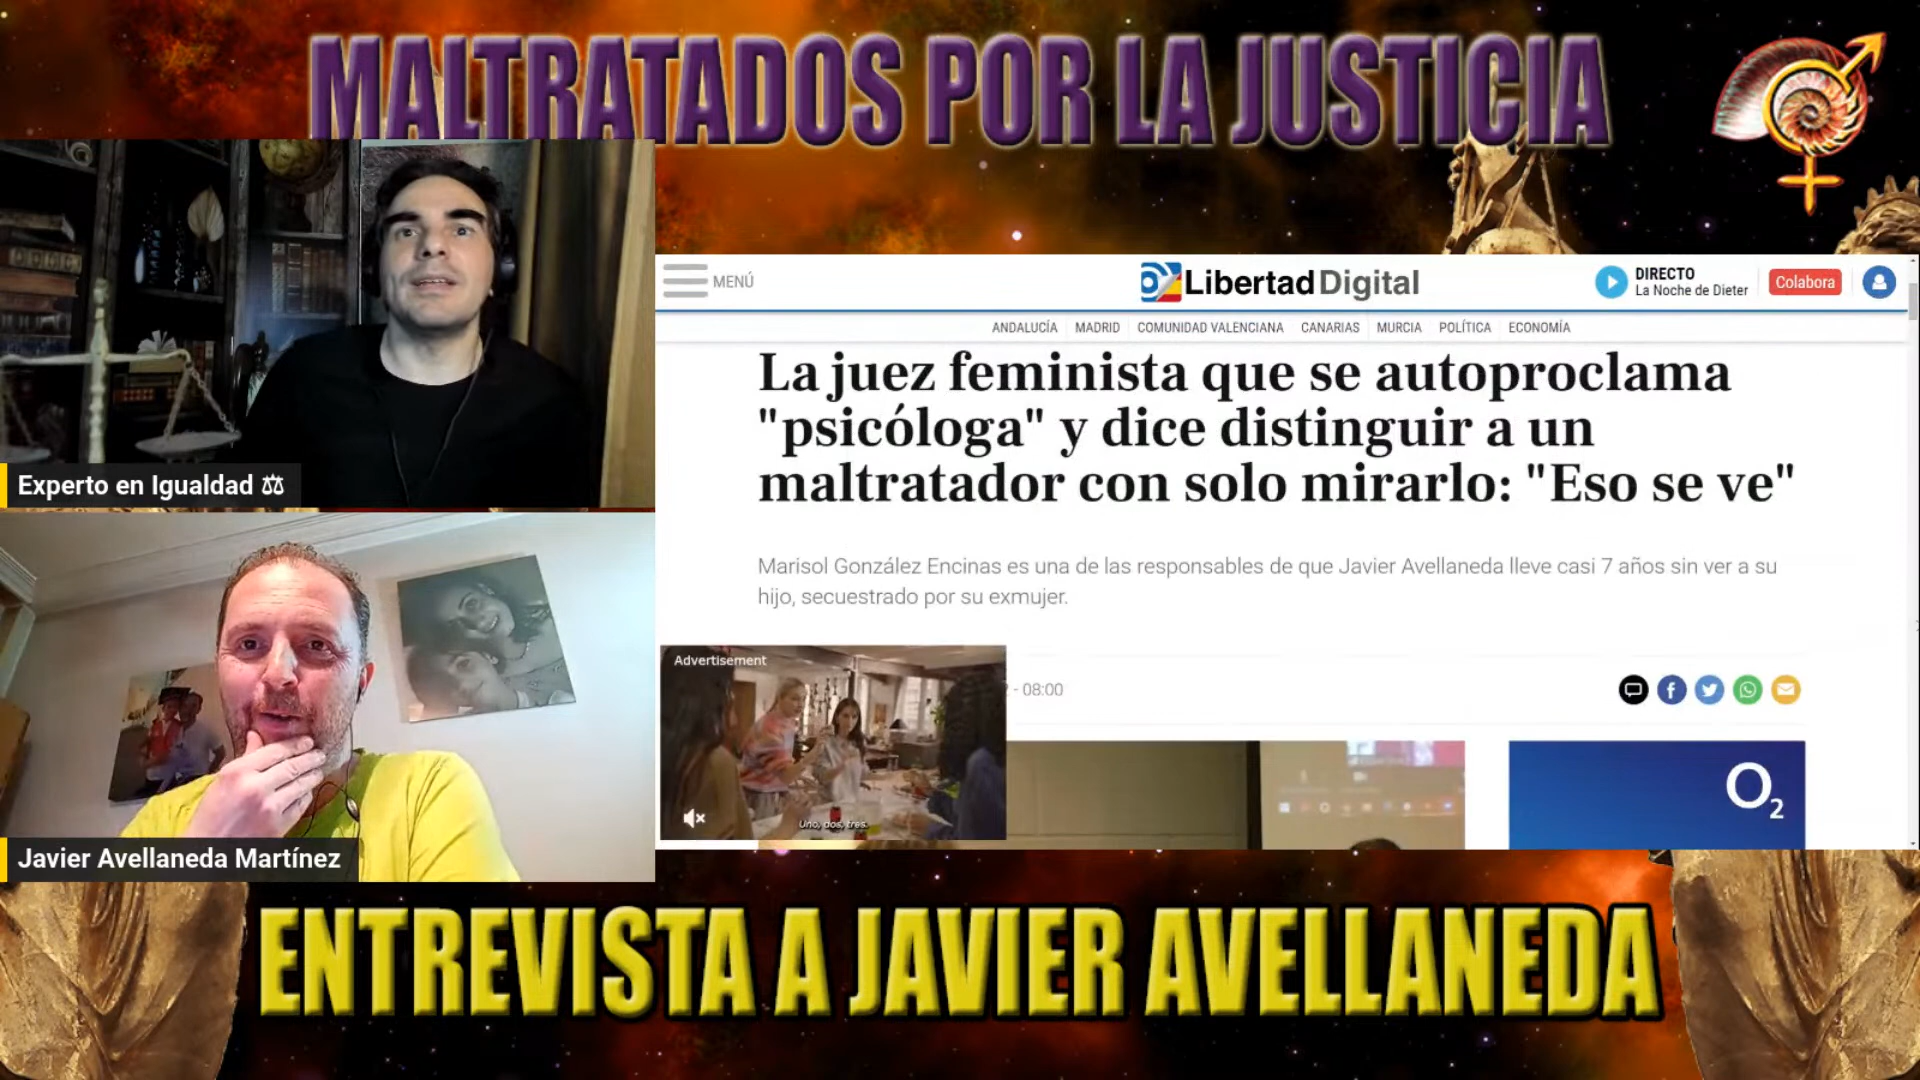 MALTRATADOS POR LA JUSTICIA
Experto en Igualdad
Javier Avellaneda Martínez
MENÚ
Libertad Digital
DIRECTO
La Noche de Dieter
Colabora
ANDALUCÍA MADRID COMUNIDAD VALENCIANA CANARIAS MURCIA POLÍTICA ECONOMÍA
La juez feminista que se autoproclama
"psicóloga" y dice distinguir a un
maltratador con solo mirarlo: "Eso se ve"
Marisol González Encinas es una de las responsables de que Javier Avellaneda lleve casi 7 años sin ver a su
hijo, secuestrado por su exmujer.
Advertisement
- 08:00
Uno, dos, tres.
O2
ENTREVISTA A JAVIER AVELLANEDA